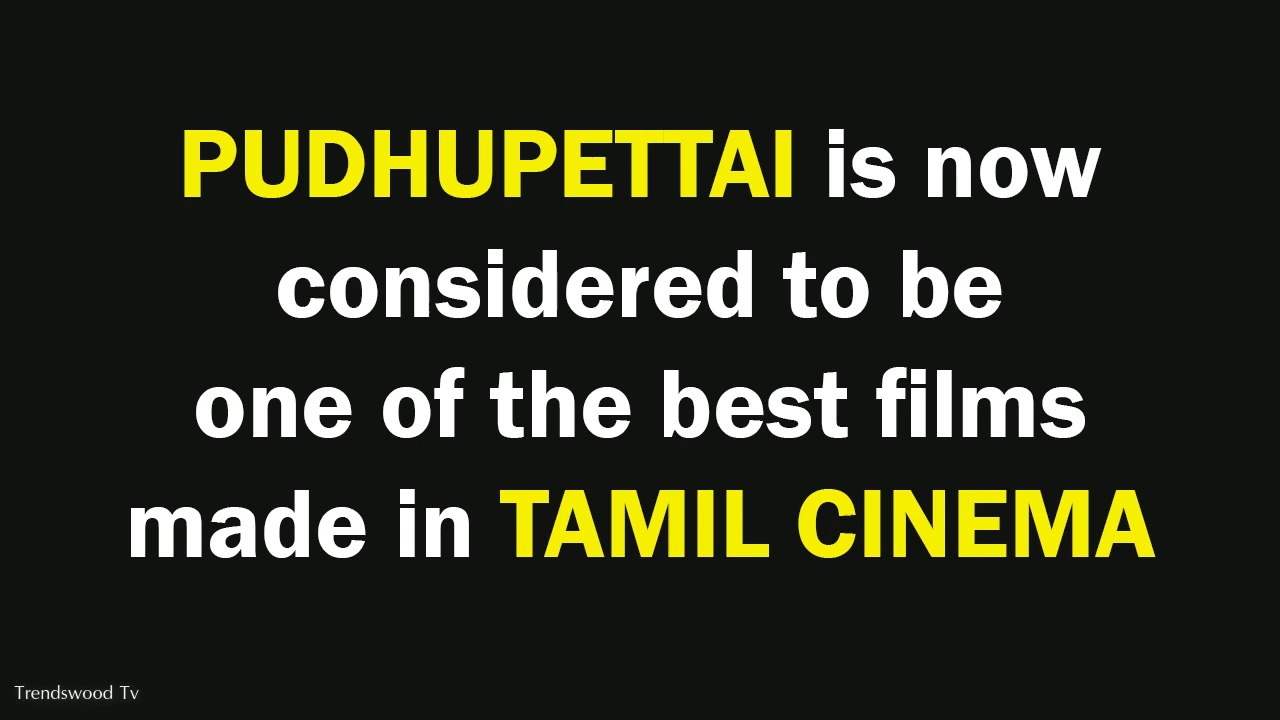 PUDHUPETTAI is now
considered to be
one of the best films
made in TAMIL CINEMA
Trendswood Tv